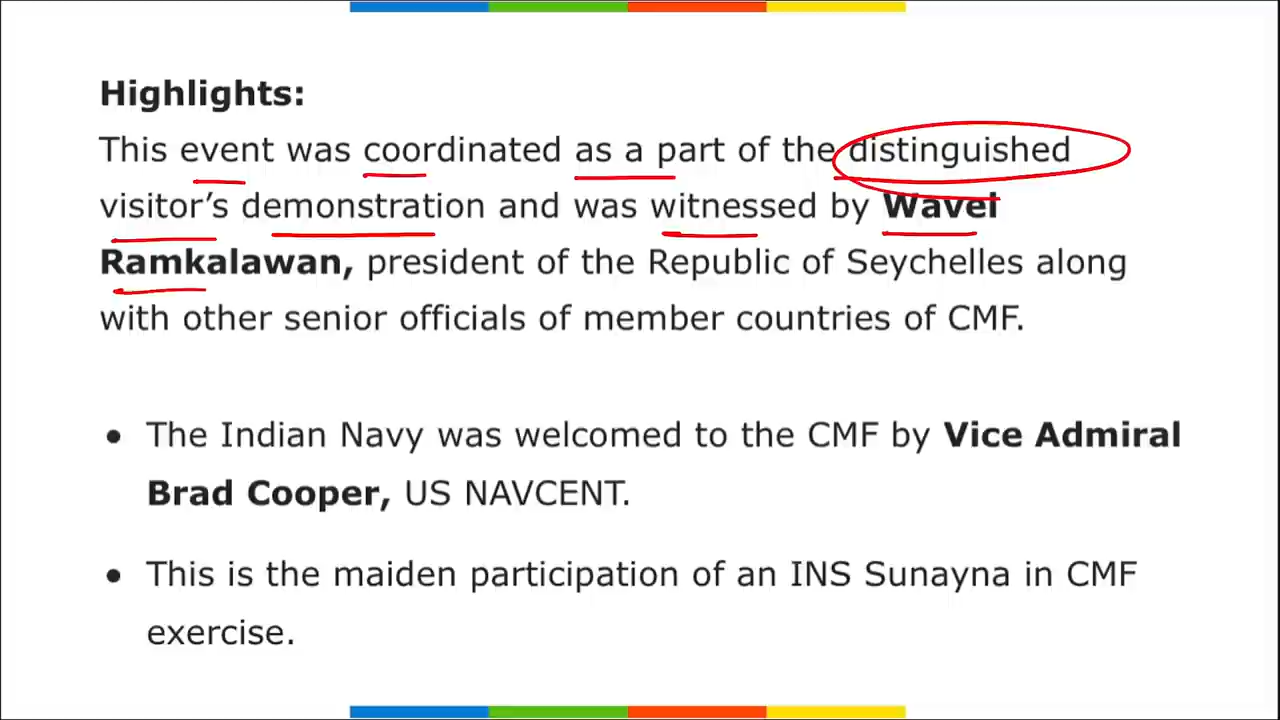 Highlights:
This event was coordinated as a part of the distinguished
visitor’s demonstration and was witnessed by Wavel
Ramkalawan, president of the Republic of Seychelles along
with other senior officials of member countries of CMF.
● The Indian Navy was welcomed to the CMF by Vice Admiral
Brad Cooper, US NAVCENT.
● This is the maiden participation of an INS Sunayna in CMF
exercise.